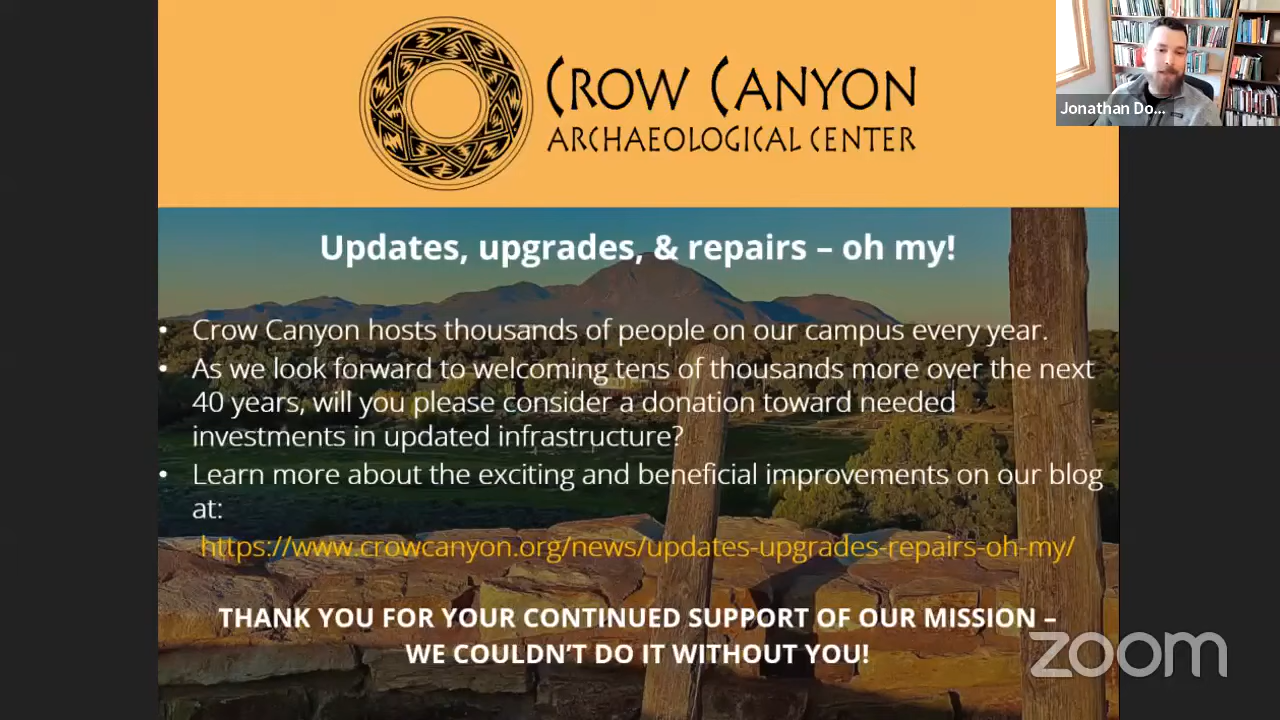 CROW CANYON
ARCHAEOLOGICAL CENTER
Jonathan Do...
Updates, upgrades, & repairs – oh my!
• Crow Canyon hosts thousands of people on our campus every year.
• As we look forward to welcoming tens of thousands more over the next
40 years, will you please consider a donation toward needed
investments in updated infrastructure?
• Learn more about the exciting and beneficial improvements on our blog
at:
https://www.crowcanyon.org/news/updates-upgrades-repairs-oh-my/
THANK YOU FOR YOUR CONTINUED SUPPORT OF OUR MISSION –
WE COULDN'T DO IT WITHOUT YOU!
zoom